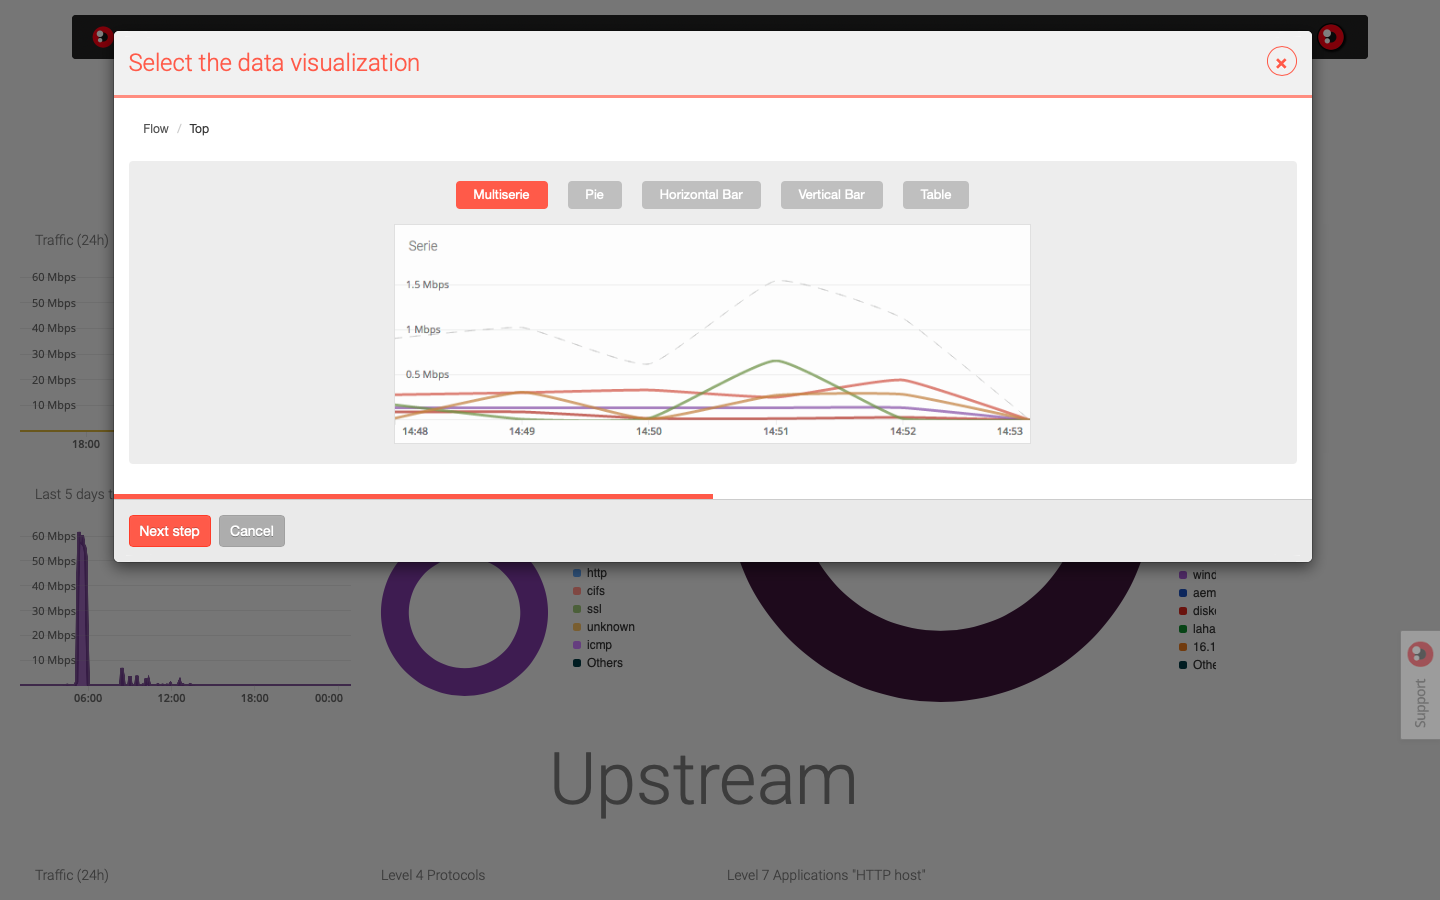 Select the data visualization
Flow / Top
Multiserie
Pie
Horizontal Bar
Vertical Bar
Table
Serie
1.5 Mbps
1 Mbps
0.5 Mbps
14:48
14:49
14:50
14:51
14:52
14:53
Next step
Cancel
Traffic (24h)
60 Mbps
50 Mbps
40 Mbps
30 Mbps
20 Mbps
10 Mbps
18:00
Last 5 days t
60 Mbps
50 Mbps
40 Mbps
30 Mbps
20 Mbps
10 Mbps
06:00
12:00
18:00
00:00
http
cifs
ssl
unknown
icmp
Others
wind
aem
disk
laha
16.1
Othe
Support
Upstream
Traffic (24h)
Level 4 Protocols
Level 7 Applications "HTTP host"